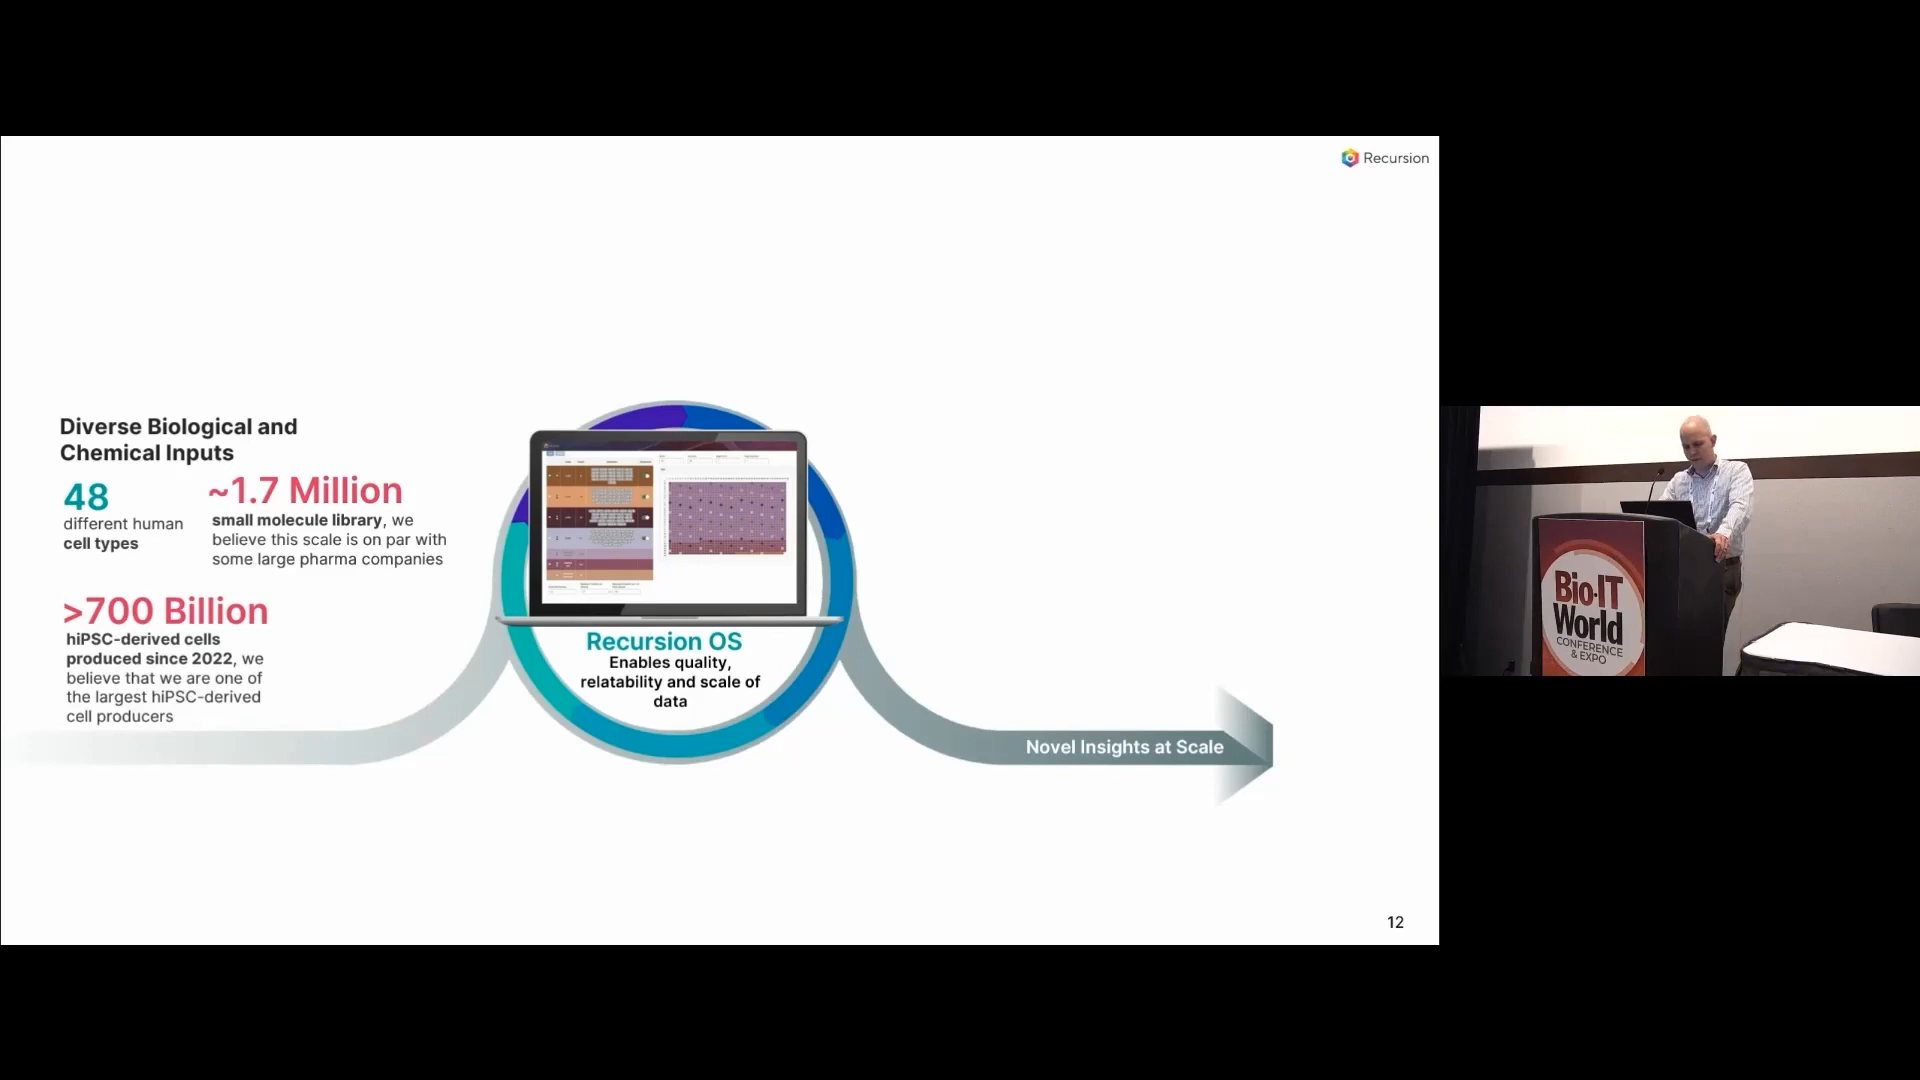 Recursion
Diverse Biological and
Chemical Inputs
48
different human
cell types
~1.7 Million
small molecule library, we
believe this scale is on par with
some large pharma companies
>700 Billion
hiPSC-derived cells
produced since 2022, we
believe that we are one of
the largest hiPSC-derived
cell producers
Recursion OS
Enables quality,
relatability and scale of
data
Novel Insights at Scale
12
Bio-IT
World
CONFERENCE
& EXPO